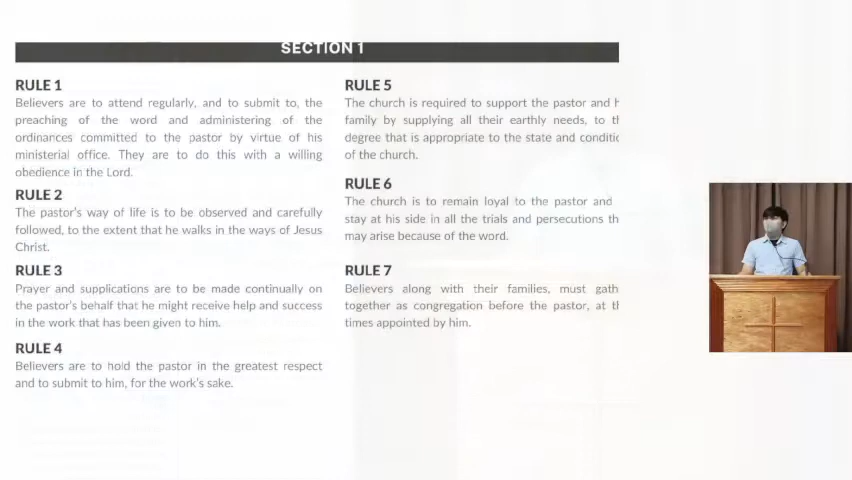 SECTION 1
RULE 1
Believers are to attend regularly, and to submit to, the
preaching of the word and administering of the
ordinances committed to the pastor by virtue of his
ministerial office. They are to do this with a willing
obedience in the Lord.
RULE 2
The pastor's way of life is to be observed and carefully
followed, to the extent that he walks in the ways of Jesus
Christ.
RULE 3
Prayer and supplications are to be made continually on
the pastor's behalf that he might receive help and success
in the work that has been given to him.
RULE 4
Believers are to hold the pastor in the greatest respect
and to submit to him, for the work's sake.
RULE 5
The church is required to support the pastor and
family by supplying all their earthly needs, to
degree that is appropriate to the state and
of the church.
RULE 6
The church is to remain loyal to the pastor and
stay at his side in all the trials and persecutions
may arise because of the word.
RULE 7
Believers along with their families, must
together as congregation before the pastor, at
times appointed by him.